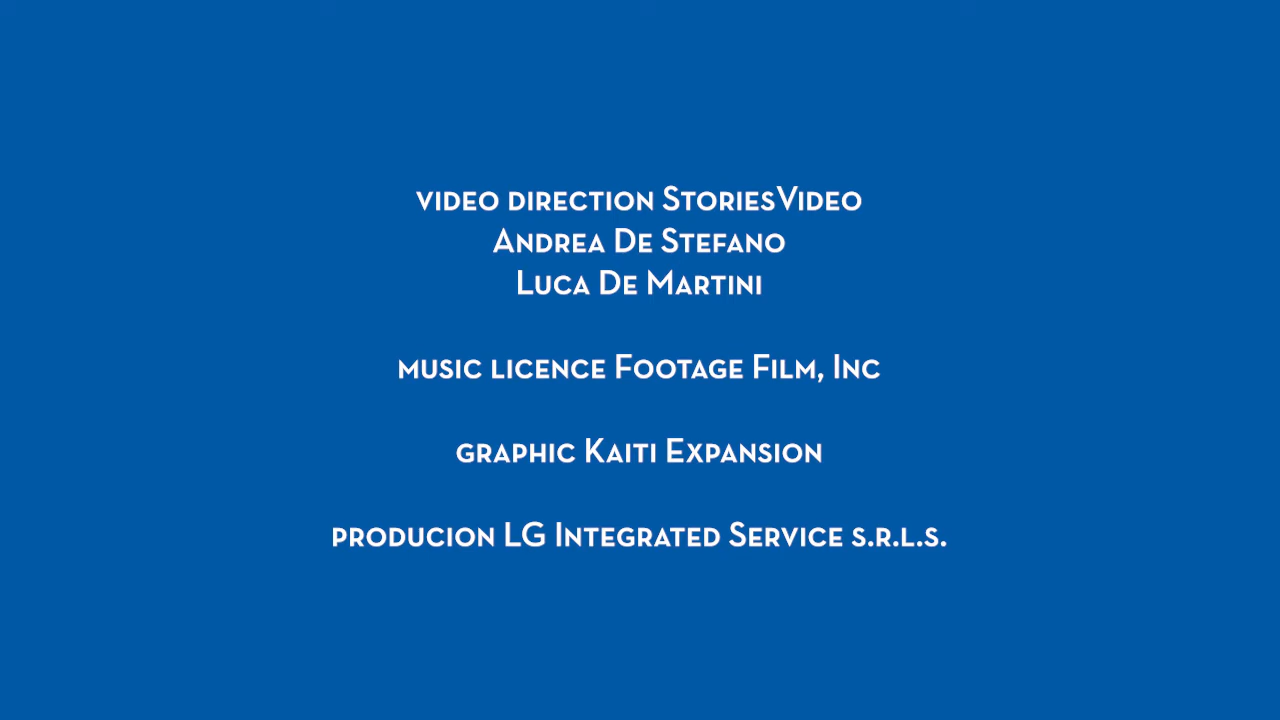 video direction StoriesVideo
Andrea De Stefano
Luca De Martini
music licence Footage Film, Inc
graphic Kaiti Expansion
producion LG Integrated Service s.r.l.s.